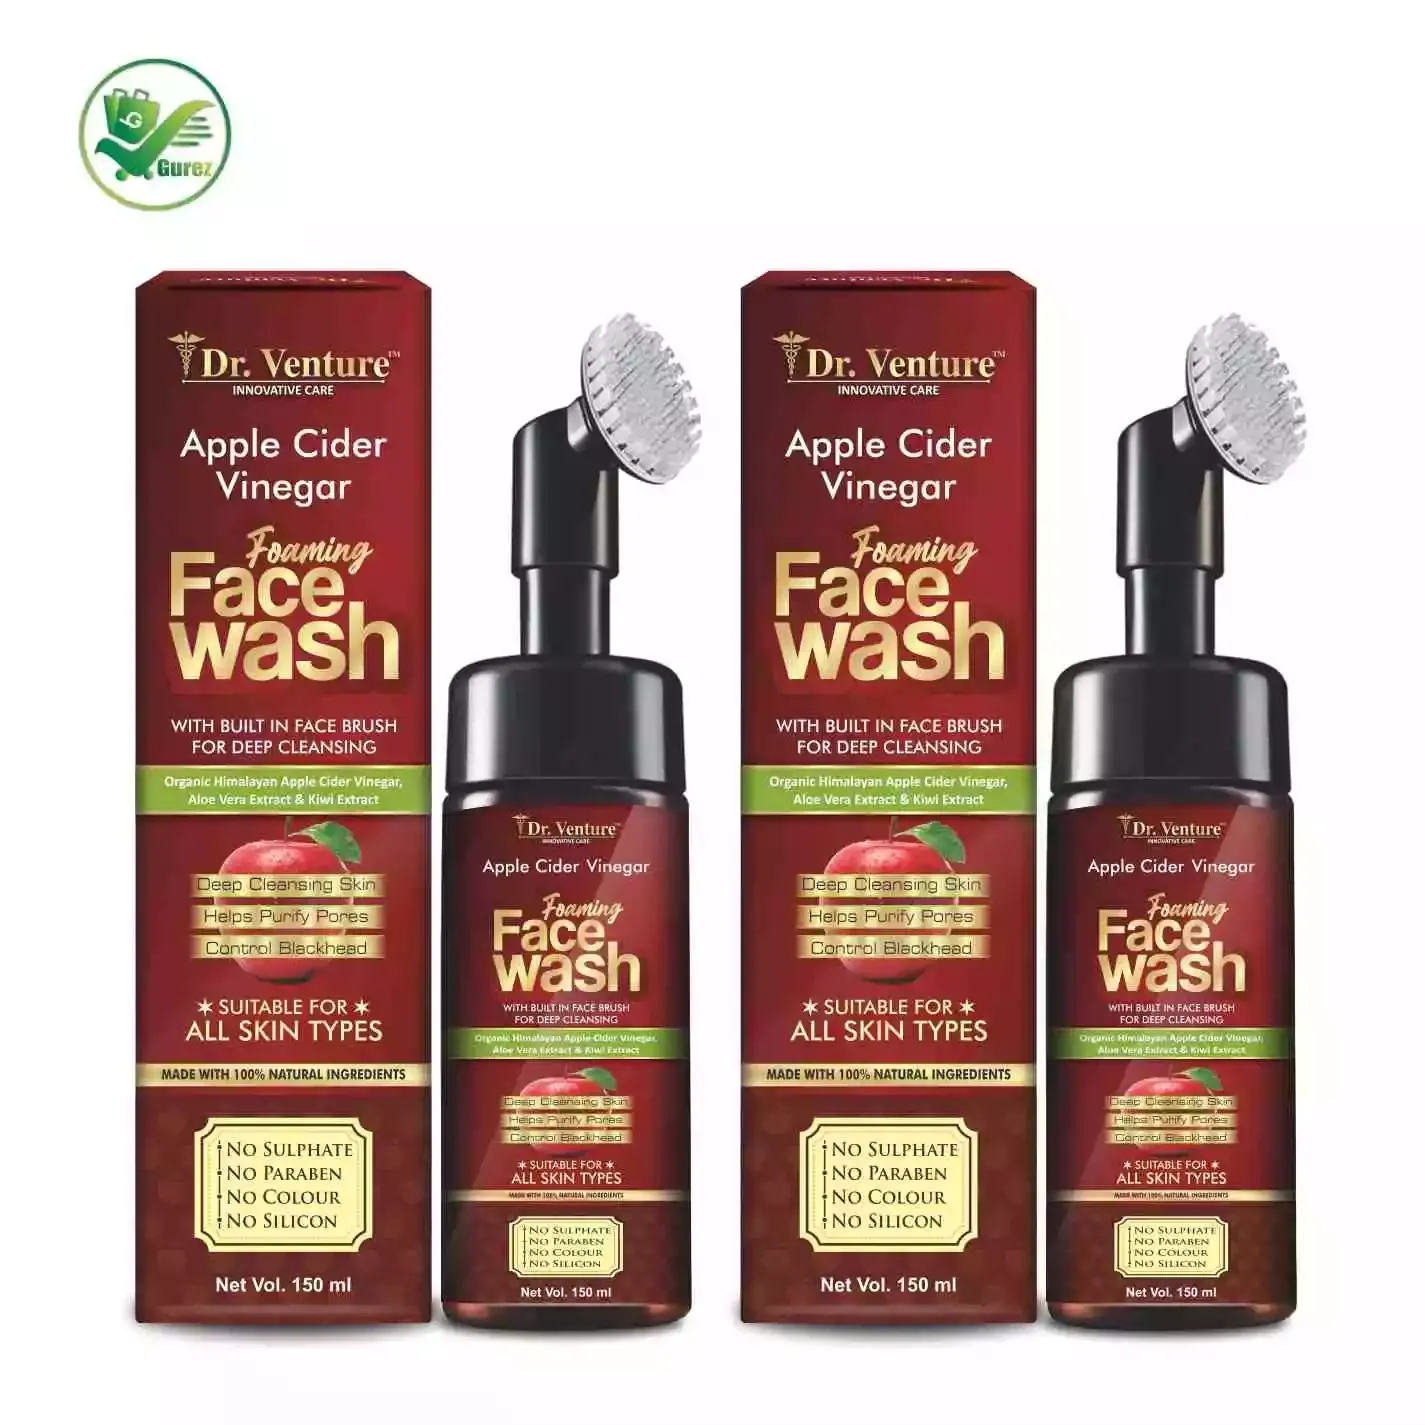 Gurez
Dr. Venture™
INNOVATIVE CARE
Apple Cider
Vinegar
Foaming
Face
wash
WITH BUILT IN FACE BRUSH
FOR DEEP CLEANSING
Organic Himalayan Apple Cider Vinegar,
Aloe Vera Extract & Kiwi Extract
Deep Cleansing Skin
Helps Purify Pores
Control Blackhead
✶ SUITABLE FOR ✶
ALL SKIN TYPES
MADE WITH 100% NATURAL INGREDIENTS
No Sulphate
No Paraben
No Colour
No Silicon
Net Vol. 150 ml
Dr. Venture™
INNOVATIVE CARE
Apple Cider Vinegar
Foaming
Face
wash
WITH BUILT IN FACE BRUSH
FOR DEEP CLEANSING
Organic Himalayan Apple Cider Vinegar,
Aloe Vera Extract & Kiwi Extract
Deep Cleansing Skin
Helps Purify Pores
Control Blackhead
✶ SUITABLE FOR ✶
ALL SKIN TYPES
MADE WITH 100% NATURAL INGREDIENTS
No Sulphate
No Paraben
No Colour
No Silicon
Net Vol. 150 ml
Dr. Venture™
INNOVATIVE CARE
Apple Cider
Vinegar
Foaming
Face
wash
WITH BUILT IN FACE BRUSH
FOR DEEP CLEANSING
Organic Himalayan Apple Cider Vinegar,
Aloe Vera Extract & Kiwi Extract
Deep Cleansing Skin
Helps Purify Pores
Control Blackhead
✶ SUITABLE FOR ✶
ALL SKIN TYPES
MADE WITH 100% NATURAL INGREDIENTS
No Sulphate
No Paraben
No Colour
No Silicon
Net Vol. 150 ml
Dr. Venture™
INNOVATIVE CARE
Apple Cider Vinegar
Foaming
Face
wash
WITH BUILT IN FACE BRUSH
FOR DEEP CLEANSING
Organic Himalayan Apple Cider Vinegar,
Aloe Vera Extract & Kiwi Extract
Deep Cleansing Skin
Helps Purify Pores
Control Blackhead
✶ SUITABLE FOR ✶
ALL SKIN TYPES
MADE WITH 100% NATURAL INGREDIENTS
No Sulphate
No Paraben
No Colour
No Silicon
Net Vol. 150 ml